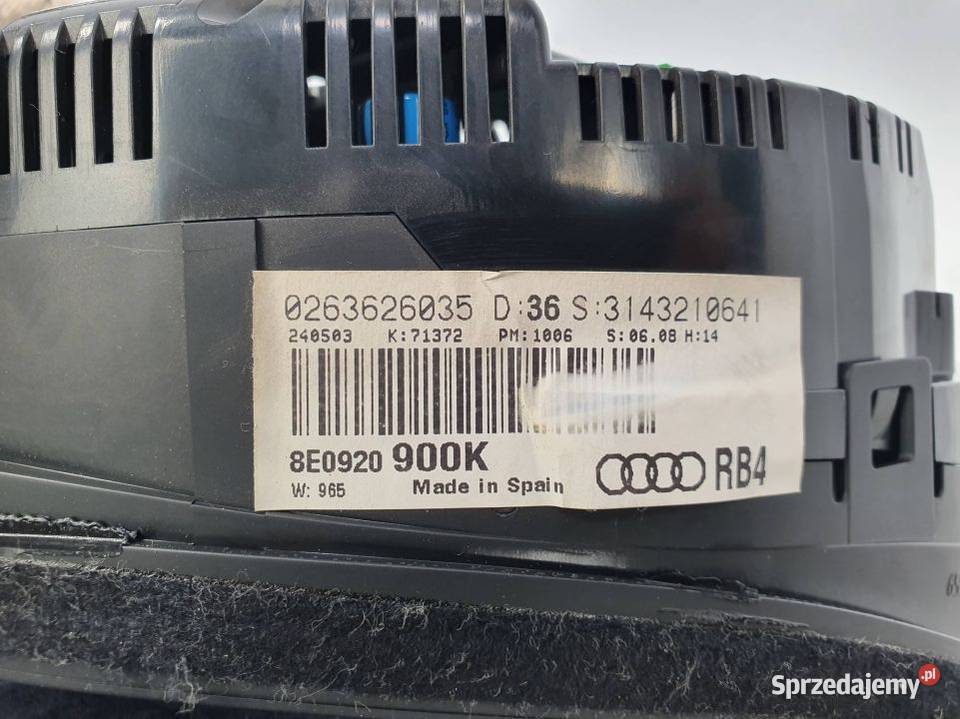 0263626035 D:36 S:3143210641
240503 K:71372 PM:1006 S:06.08 H:14
8E0920 900K RB4
W: 965 Made in Spain
Sprzedajemy.pl